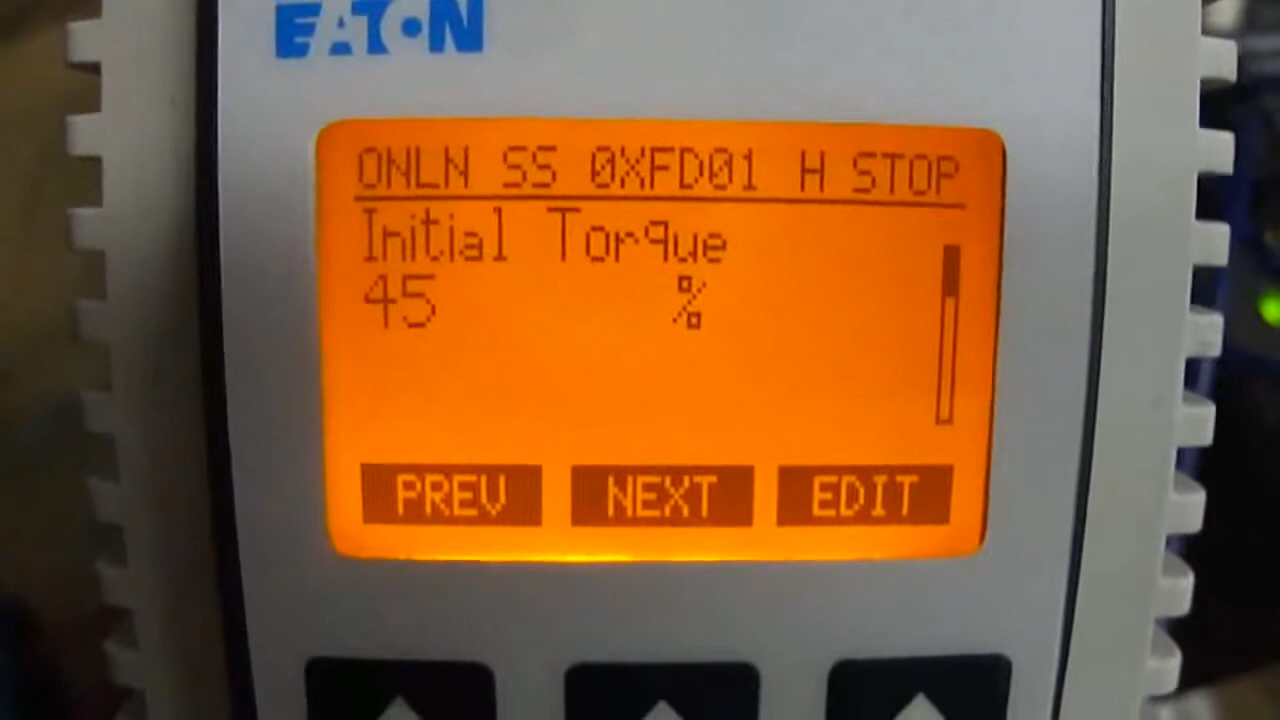 EATON
ONLN SS 0XFD01 H STOP
Initial Torque
45 %
PREV NEXT EDIT